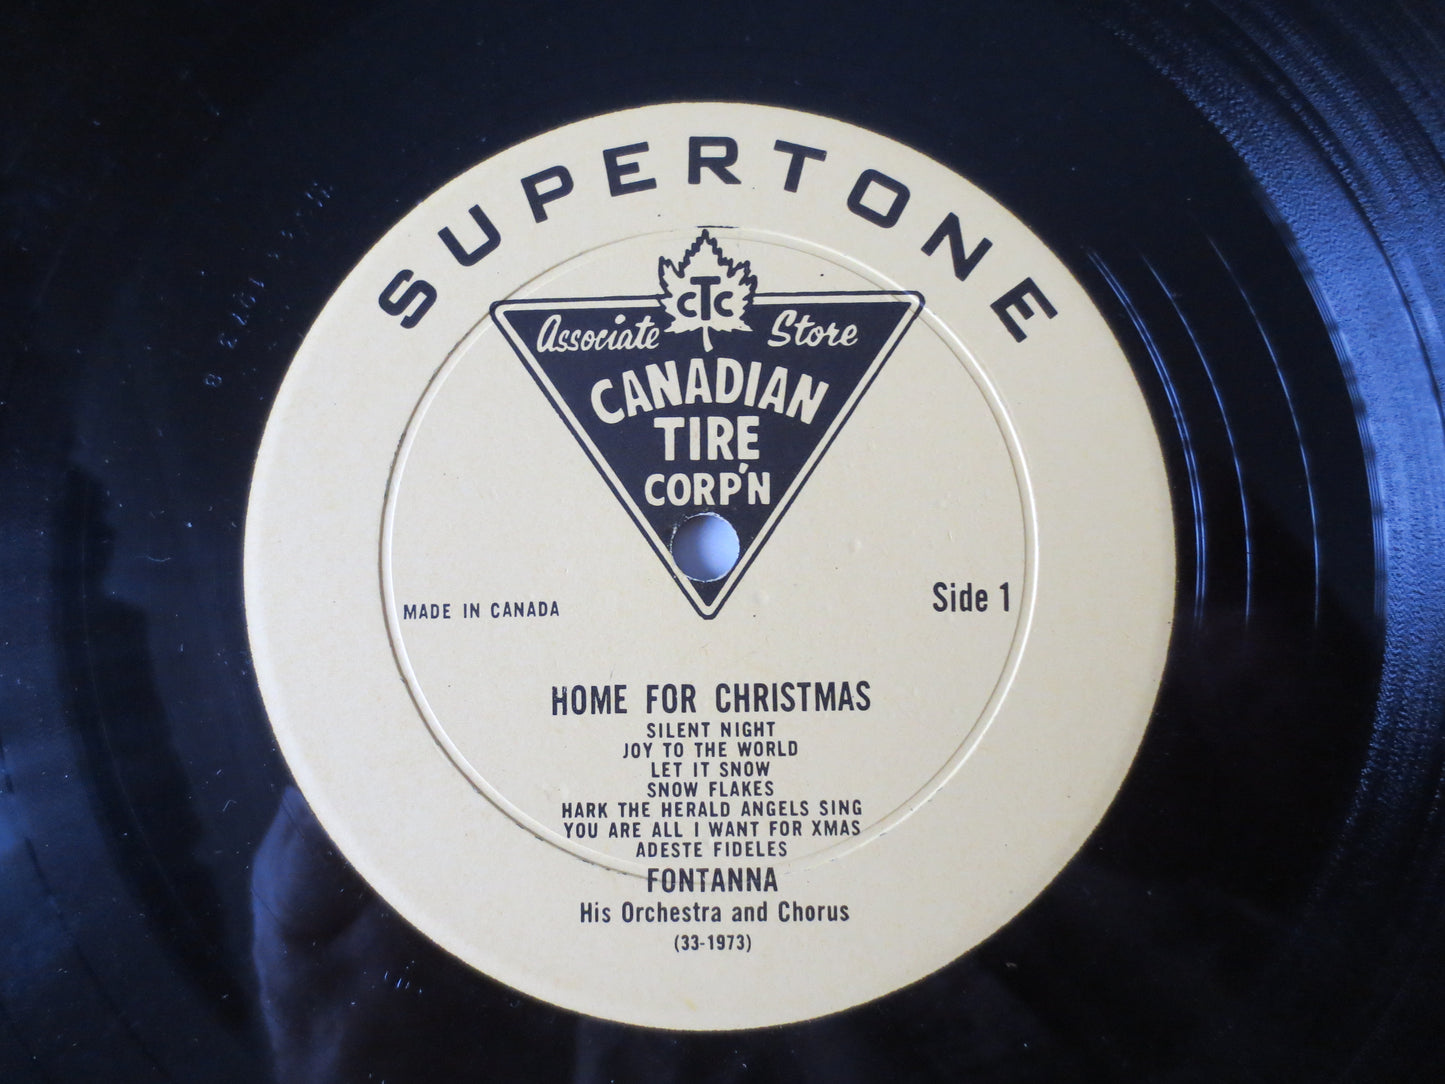 SUPERTONE
CTC
Associate Store
CANADIAN
TIRE
CORP'N
MADE IN CANADA
Side 1
HOME FOR CHRISTMAS
SILENT NIGHT
JOY TO THE WORLD
LET IT SNOW
SNOW FLAKES
HARK THE HERALD ANGELS SING
YOU ARE ALL I WANT FOR XMAS
ADESTE FIDELES
FONTANNA
His Orchestra and Chorus
(33-1973)